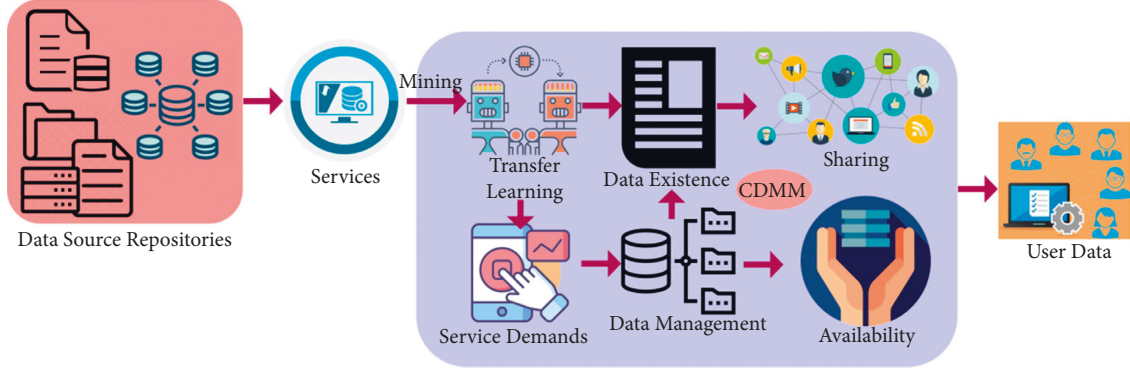 Data Source Repositories
Services
Mining
Transfer
Learning
Data Existence
Sharing
CDMM
Service Demands
Data Management
Availability
User Data